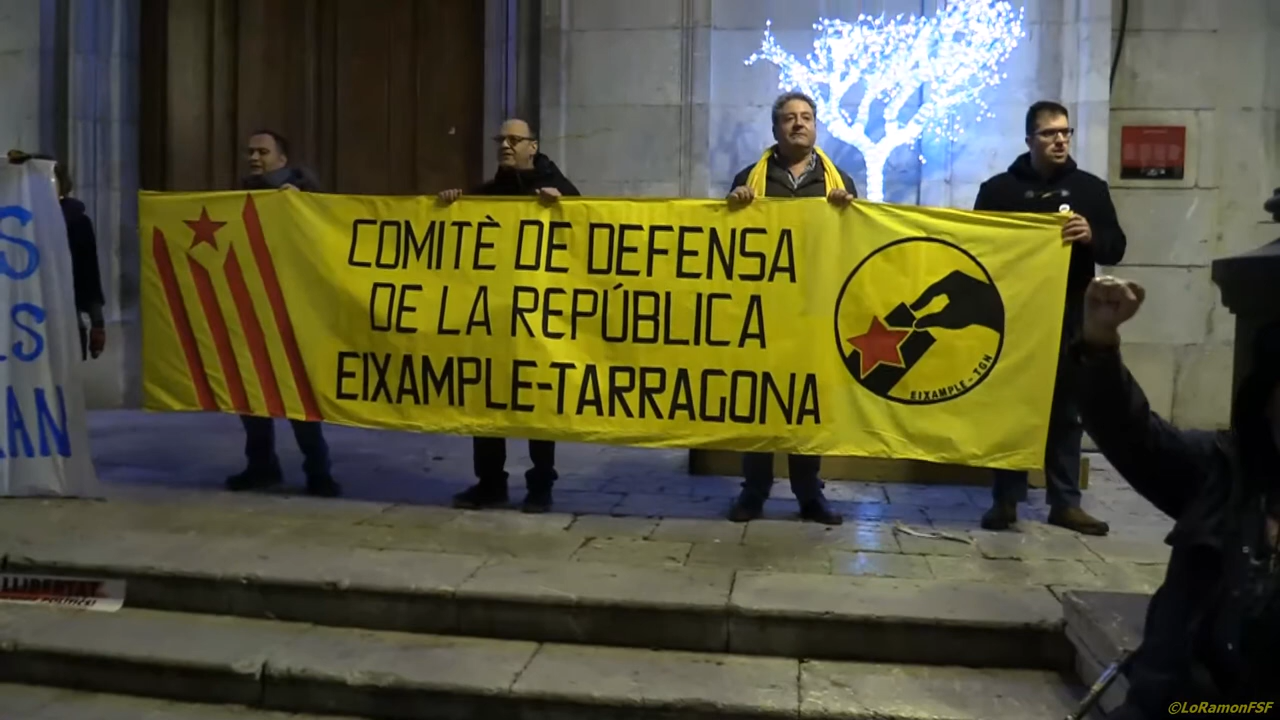 COMITÈ DE DEFENSA
DE LA REPÚBLICA
EIXAMPLE-TARRAGONA
EIXAMPLE - TGN
LLIBERTAT
©LoRamonFSF